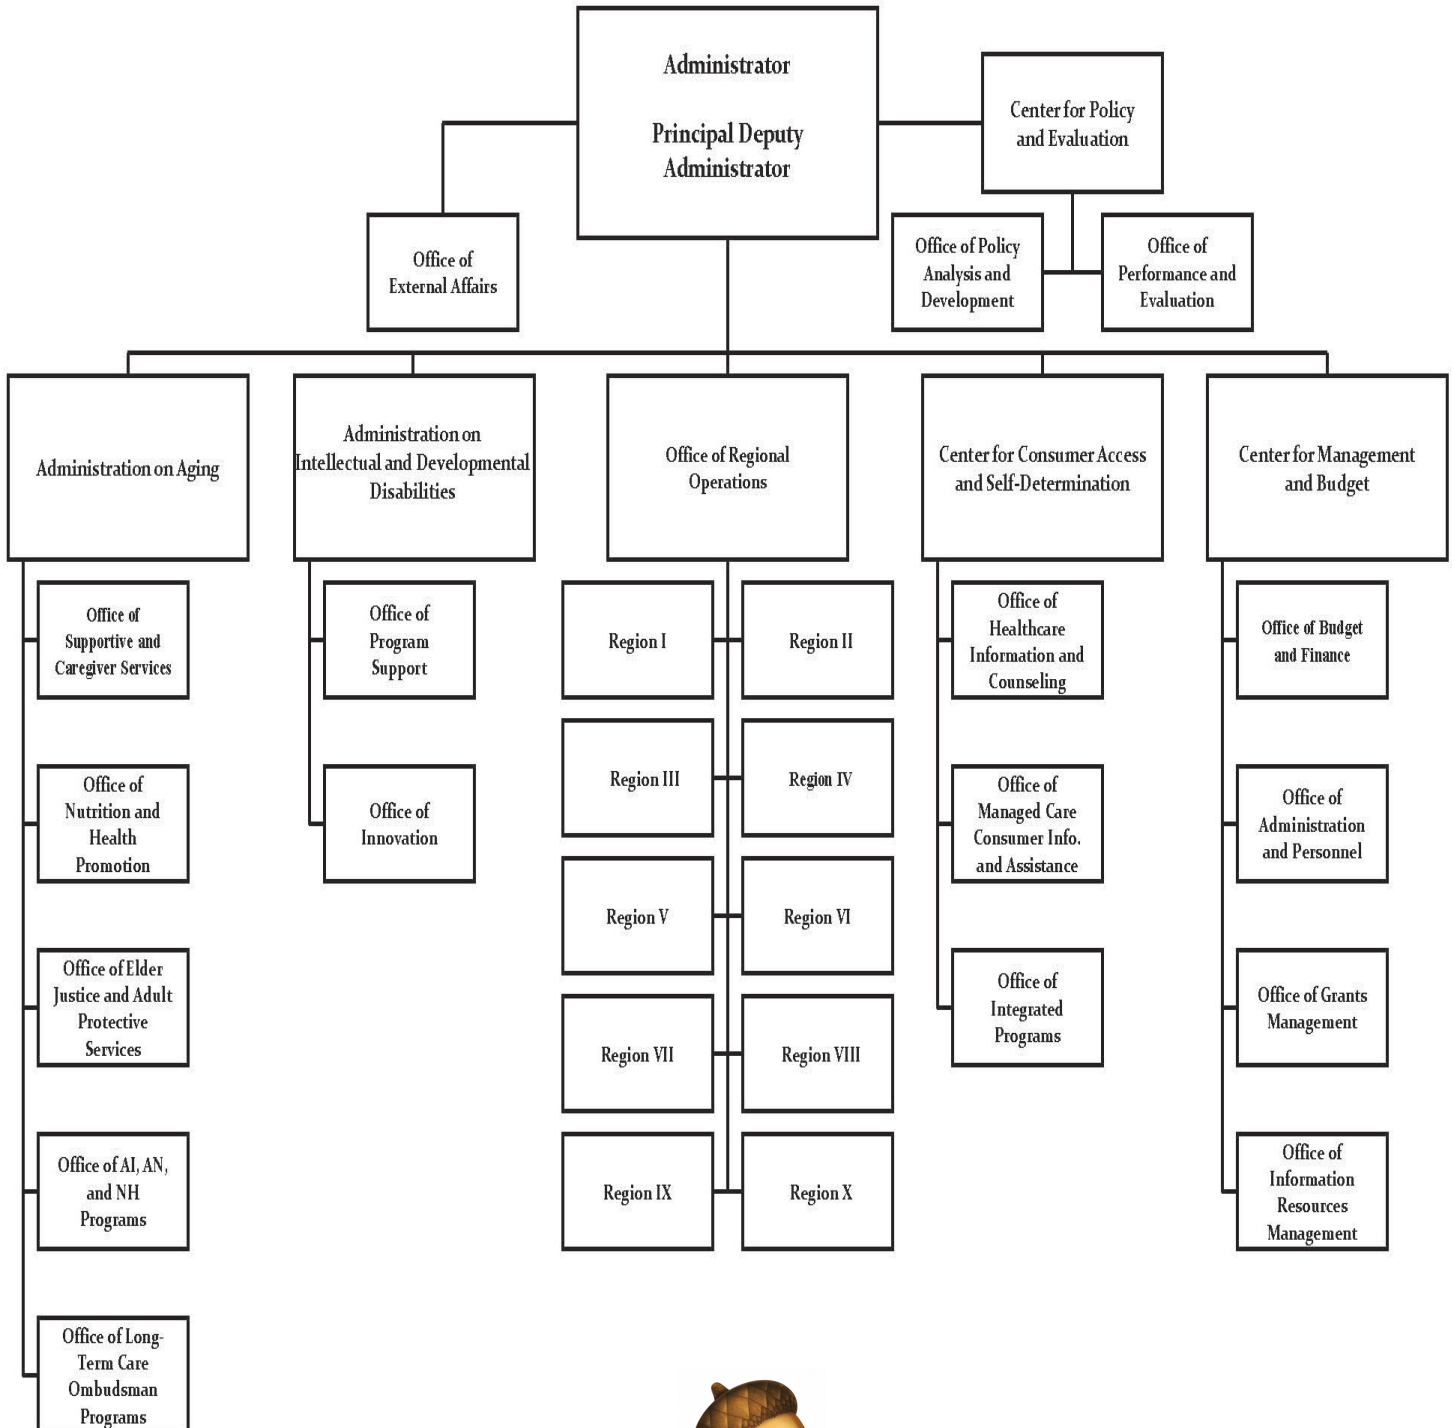 Administrator
Principal Deputy
Administrator
Center for Policy
and Evaluation
Office of
External Affairs
Office of Policy
Analysis and
Development
Office of
Performance and
Evaluation
Administration on Aging
Administration on
Intellectual and Developmental
Disabilities
Office of Regional
Operations
Center for Consumer Access
and Self-Determination
Center for Management
and Budget
Office of
Supportive and
Caregiver Services
Office of
Nutrition and
Health
Promotion
Office of Elder
Justice and Adult
Protective
Services
Office of AI, AN,
and NH
Programs
Office of Long-
Term Care
Ombudsman
Programs
Office of
Program
Support
Office of
Innovation
Region I
Region II
Region III
Region IV
Region V
Region VI
Region VII
Region VIII
Region IX
Region X
Office of
Healthcare
Information and
Counseling
Office of
Managed Care
Consumer Info.
and Assistance
Office of
Integrated
Programs
Office of Budget
and Finance
Office of
Administration
and Personnel
Office of Grants
Management
Office of
Information
Resources
Management